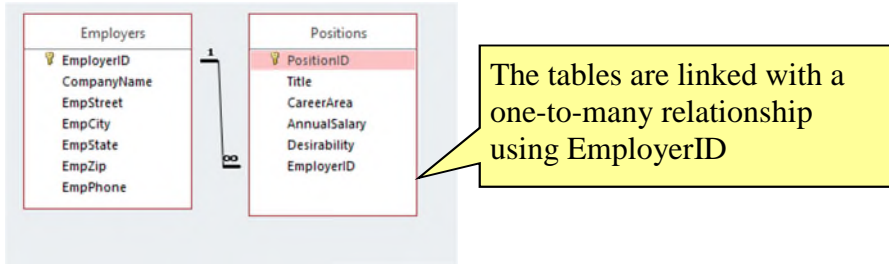 Employers
EmployerID
CompanyName
EmpStreet
EmpCity
EmpState
EmpZip
EmpPhone
1
∞
Positions
PositionID
Title
CareerArea
AnnualSalary
Desirability
EmployerID
The tables are linked with a
one-to-many relationship
using EmployerID